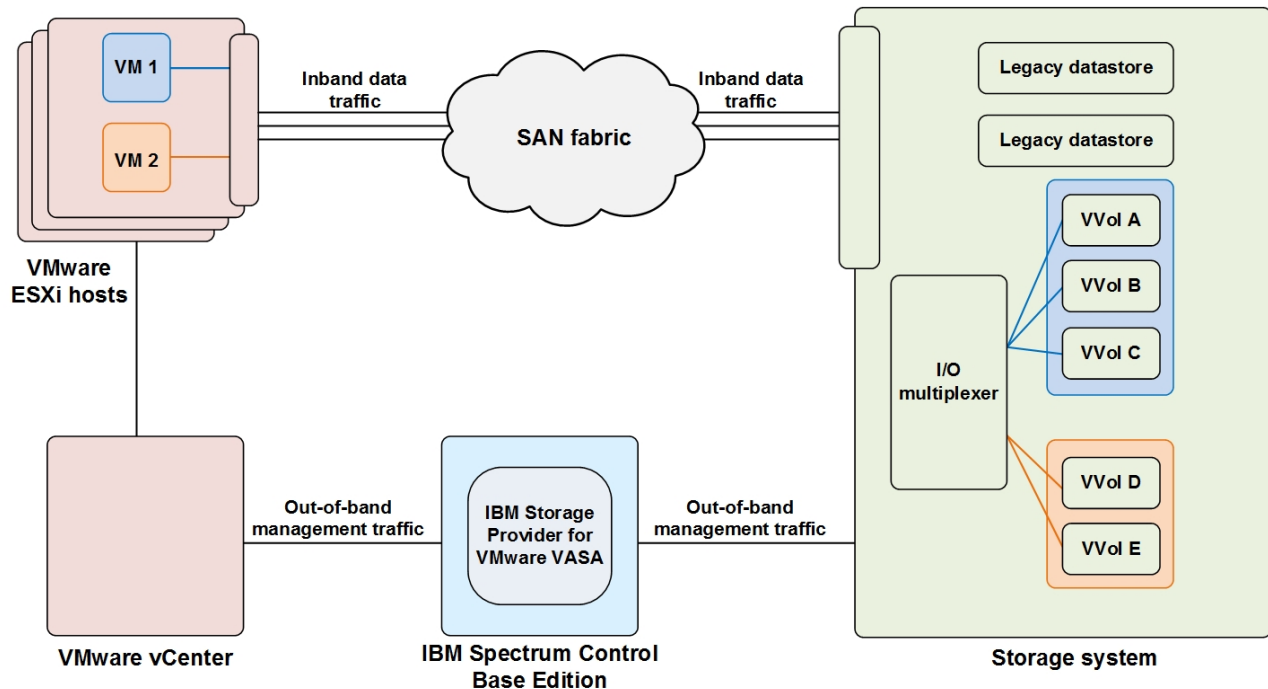 VM 1
VM 2
VMware
ESXi hosts
Inband data
traffic
SAN fabric
Inband data
traffic
Legacy datastore
Legacy datastore
VVol A
VVol B
VVol C
I/O
multiplexer
VVol D
VVol E
Out-of-band
management traffic
IBM Storage
Provider for
VMware VASA
Out-of-band
management traffic
VMware vCenter
IBM Spectrum Control
Base Edition
Storage system